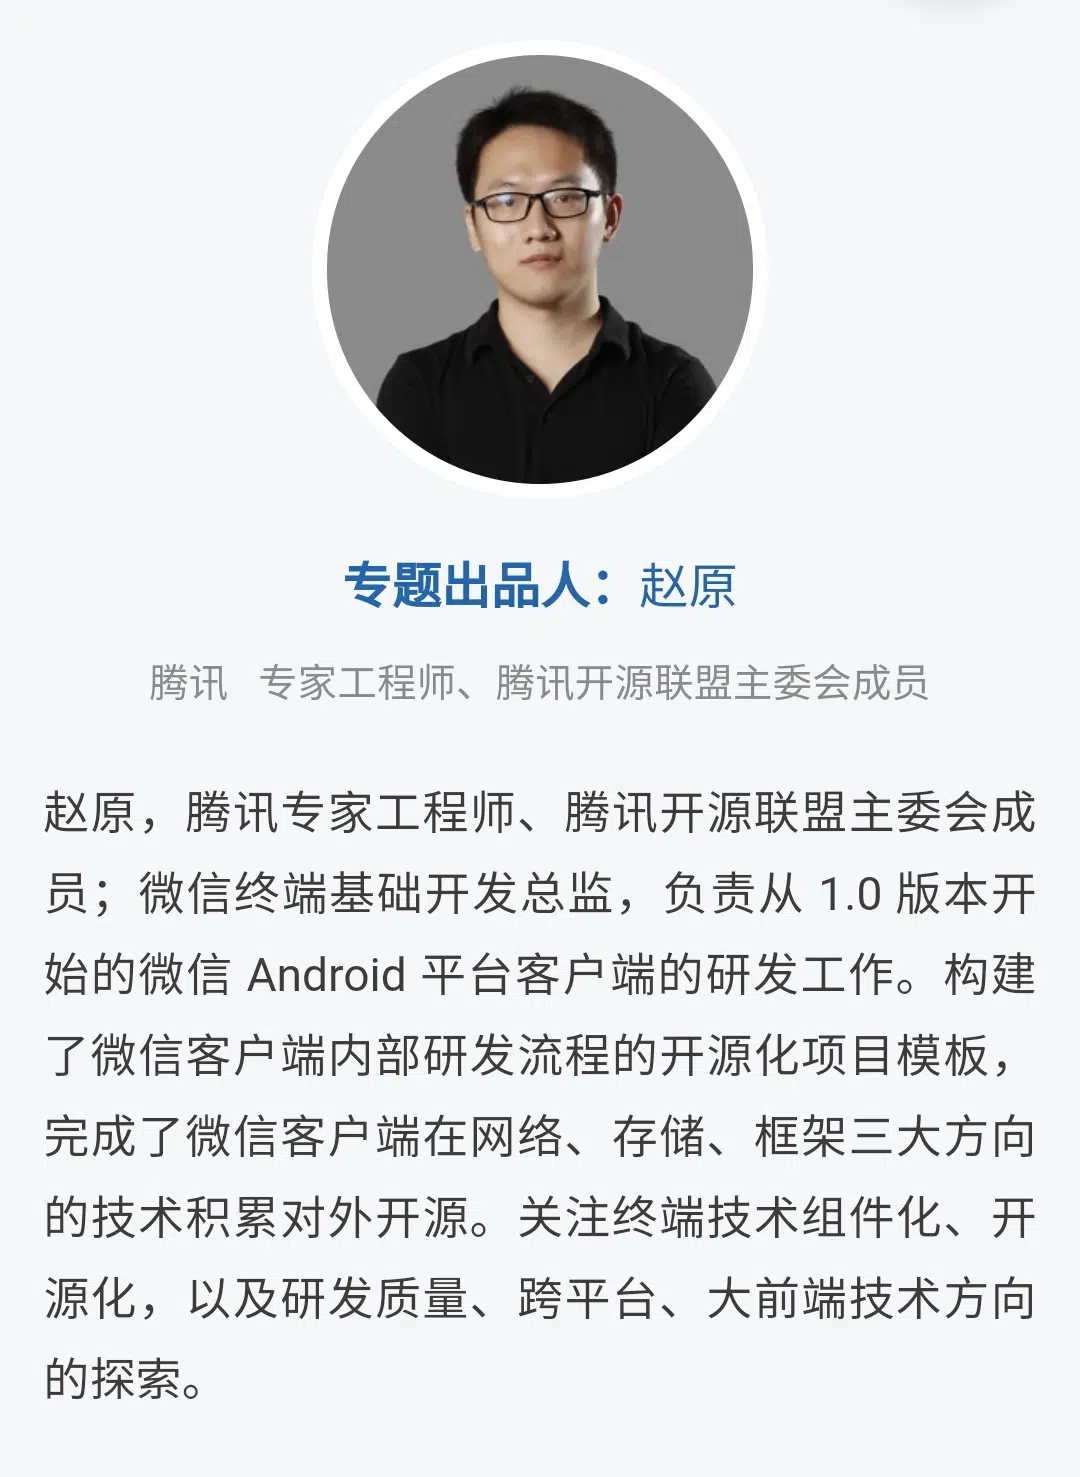 专题出品人：赵原
腾讯 专家工程师、腾讯开源联盟主委会成员
赵原，腾讯专家工程师、腾讯开源联盟主委会成
员；微信终端基础开发总监，负责从 1.0 版本开
始的微信 Android 平台客户端的研发工作。构建
了微信客户端内部研发流程的开源化项目模板，
完成了微信客户端在网络、存储、框架三大方向
的技术积累对外开源。关注终端技术组件化、开
源化，以及研发质量、跨平台、大前端技术方向
的探索。